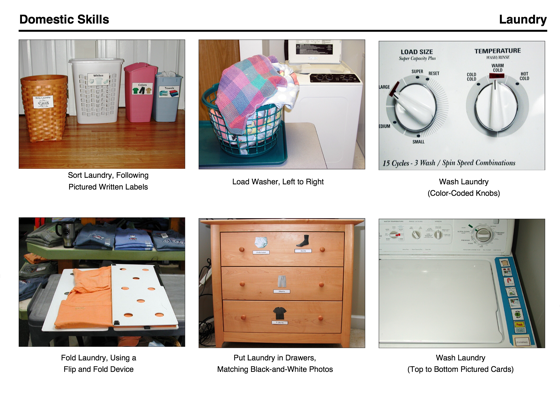 Domestic Skills
Laundry
LOAD SIZE
Super Capacity Plus
SUPER
RESET
LARGE
SMALL
TEMPERATURE
WASH/RINSE
WARM
COLD
COLD
COLD
HOT
COLD
15 Cycles - 3 Wash / Spin Speed Combinations
Sort Laundry, Following
Pictured Written Labels
Load Washer, Left to Right
Wash Laundry
(Color-Coded Knobs)
Fold Laundry, Using a
Flip and Fold Device
Put Laundry in Drawers,
Matching Black-and-White Photos
Wash Laundry
(Top to Bottom Pictured Cards)